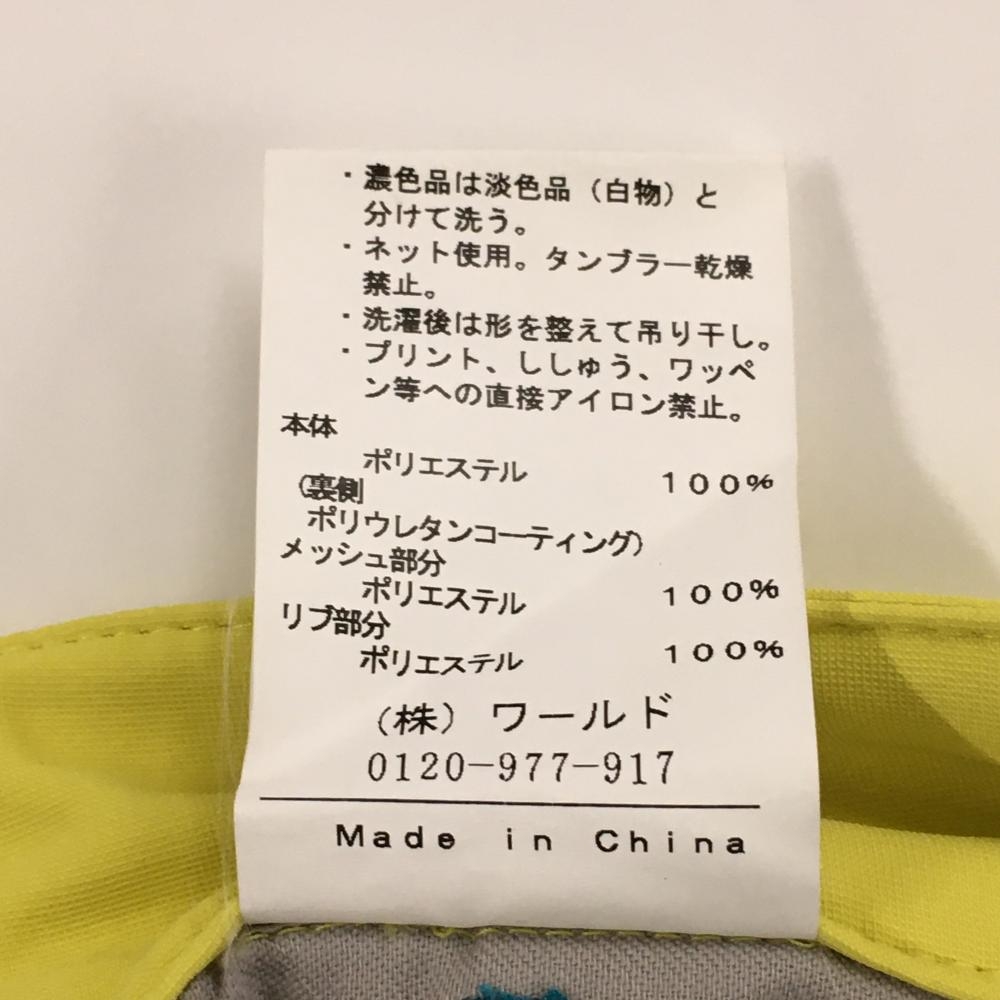 ・濃色品は淡色品（白物）と
分けて洗う。
・ネット使用。タンブラー乾燥
禁止。
・洗濯後は形を整えて吊り干し。
・プリント、ししゅう、ワッペ
ン等への直接アイロン禁止。
本体
ポリエステル 100%
（裏側
ポリウレタンコーティング）
メッシュ部分
ポリエステル 100%
リブ部分
ポリエステル 100%
（株）ワールド
0120-977-917
Made in China